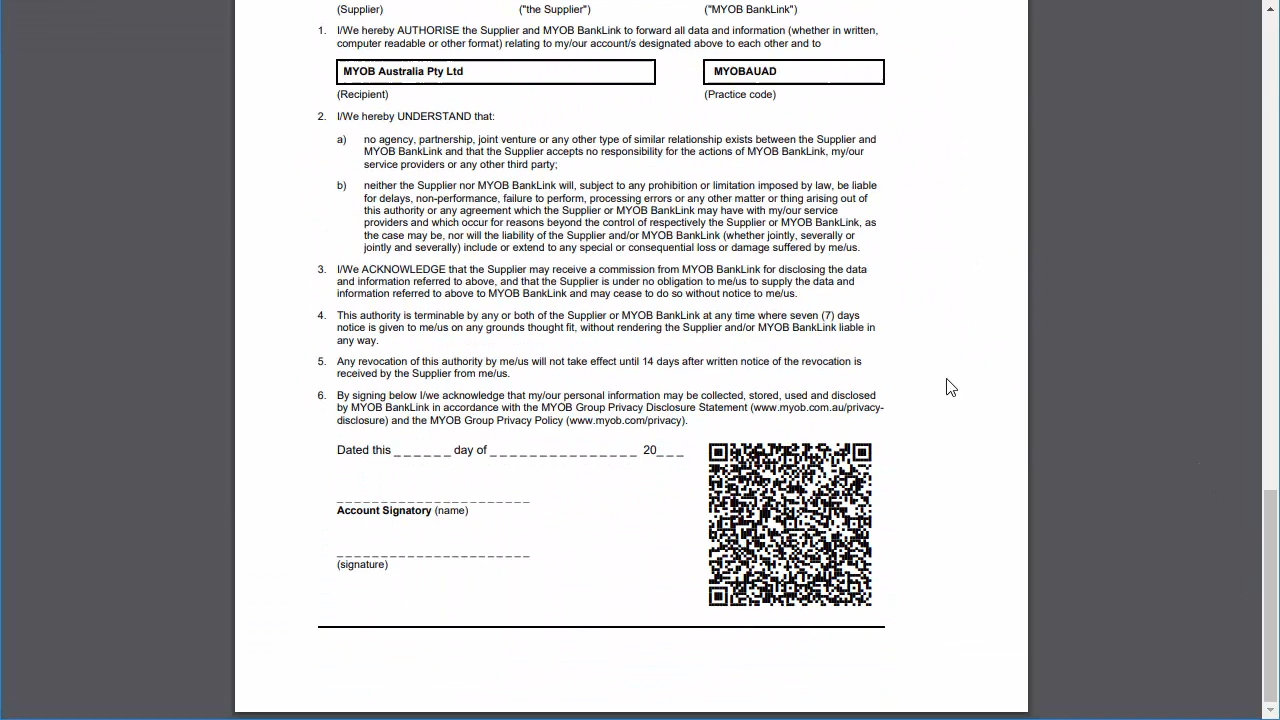 (Supplier) ("the Supplier") ("MYOB BankLink")
1. I/We hereby AUTHORISE the Supplier and MYOB BankLink to forward all data and information (whether in written,
computer readable or other format) relating to my/our account/s designated above to each other and to
MYOB Australia Pty Ltd MYOBAUAD
(Recipient) (Practice code)
2. I/We hereby UNDERSTAND that:
a) no agency, partnership, joint venture or any other type of similar relationship exists between the Supplier and
MYOB BankLink and that the Supplier accepts no responsibility for the actions of MYOB BankLink, my/our
service providers or any other third party;
b) neither the Supplier nor MYOB BankLink will, subject to any prohibition or limitation imposed by law, be liable
for delays, non-performance, failure to perform, processing errors or any other matter or thing arising out of
this authority or any agreement which the Supplier or MYOB BankLink may have with my/our service
providers and which occur for reasons beyond the control of respectively the Supplier or MYOB BankLink, as
the case may be, nor will the liability of the Supplier and/or MYOB BankLink (whether jointly, severally or
jointly and severally) include or extend to any special or consequential loss or damage suffered by me/us.
3. I/We ACKNOWLEDGE that the Supplier may receive a commission from MYOB BankLink for disclosing the data
and information referred to above, and that the Supplier is under no obligation to me/us to supply the data and
information referred to above to MYOB BankLink and may cease to do so without notice to me/us.
4. This authority is terminable by any or both of the Supplier or MYOB BankLink at any time where seven (7) days
notice is given to me/us on any grounds thought fit, without rendering the Supplier and/or MYOB BankLink liable in
any way.
5. Any revocation of this authority by me/us will not take effect until 14 days after written notice of the revocation is
received by the Supplier from me/us.
6. By signing below I/we acknowledge that my/our personal information may be collected, stored, used and disclosed
by MYOB BankLink in accordance with the MYOB Group Privacy Disclosure Statement (www.myob.com.au/privacy-
disclosure) and the MYOB Group Privacy Policy (www.myob.com/privacy).
Dated this _ _ _ _ _ _ day of _ _ _ _ _ _ _ _ _ _ _ _ _ _ _ 20_ _ _
Account Signatory (name)
(signature)